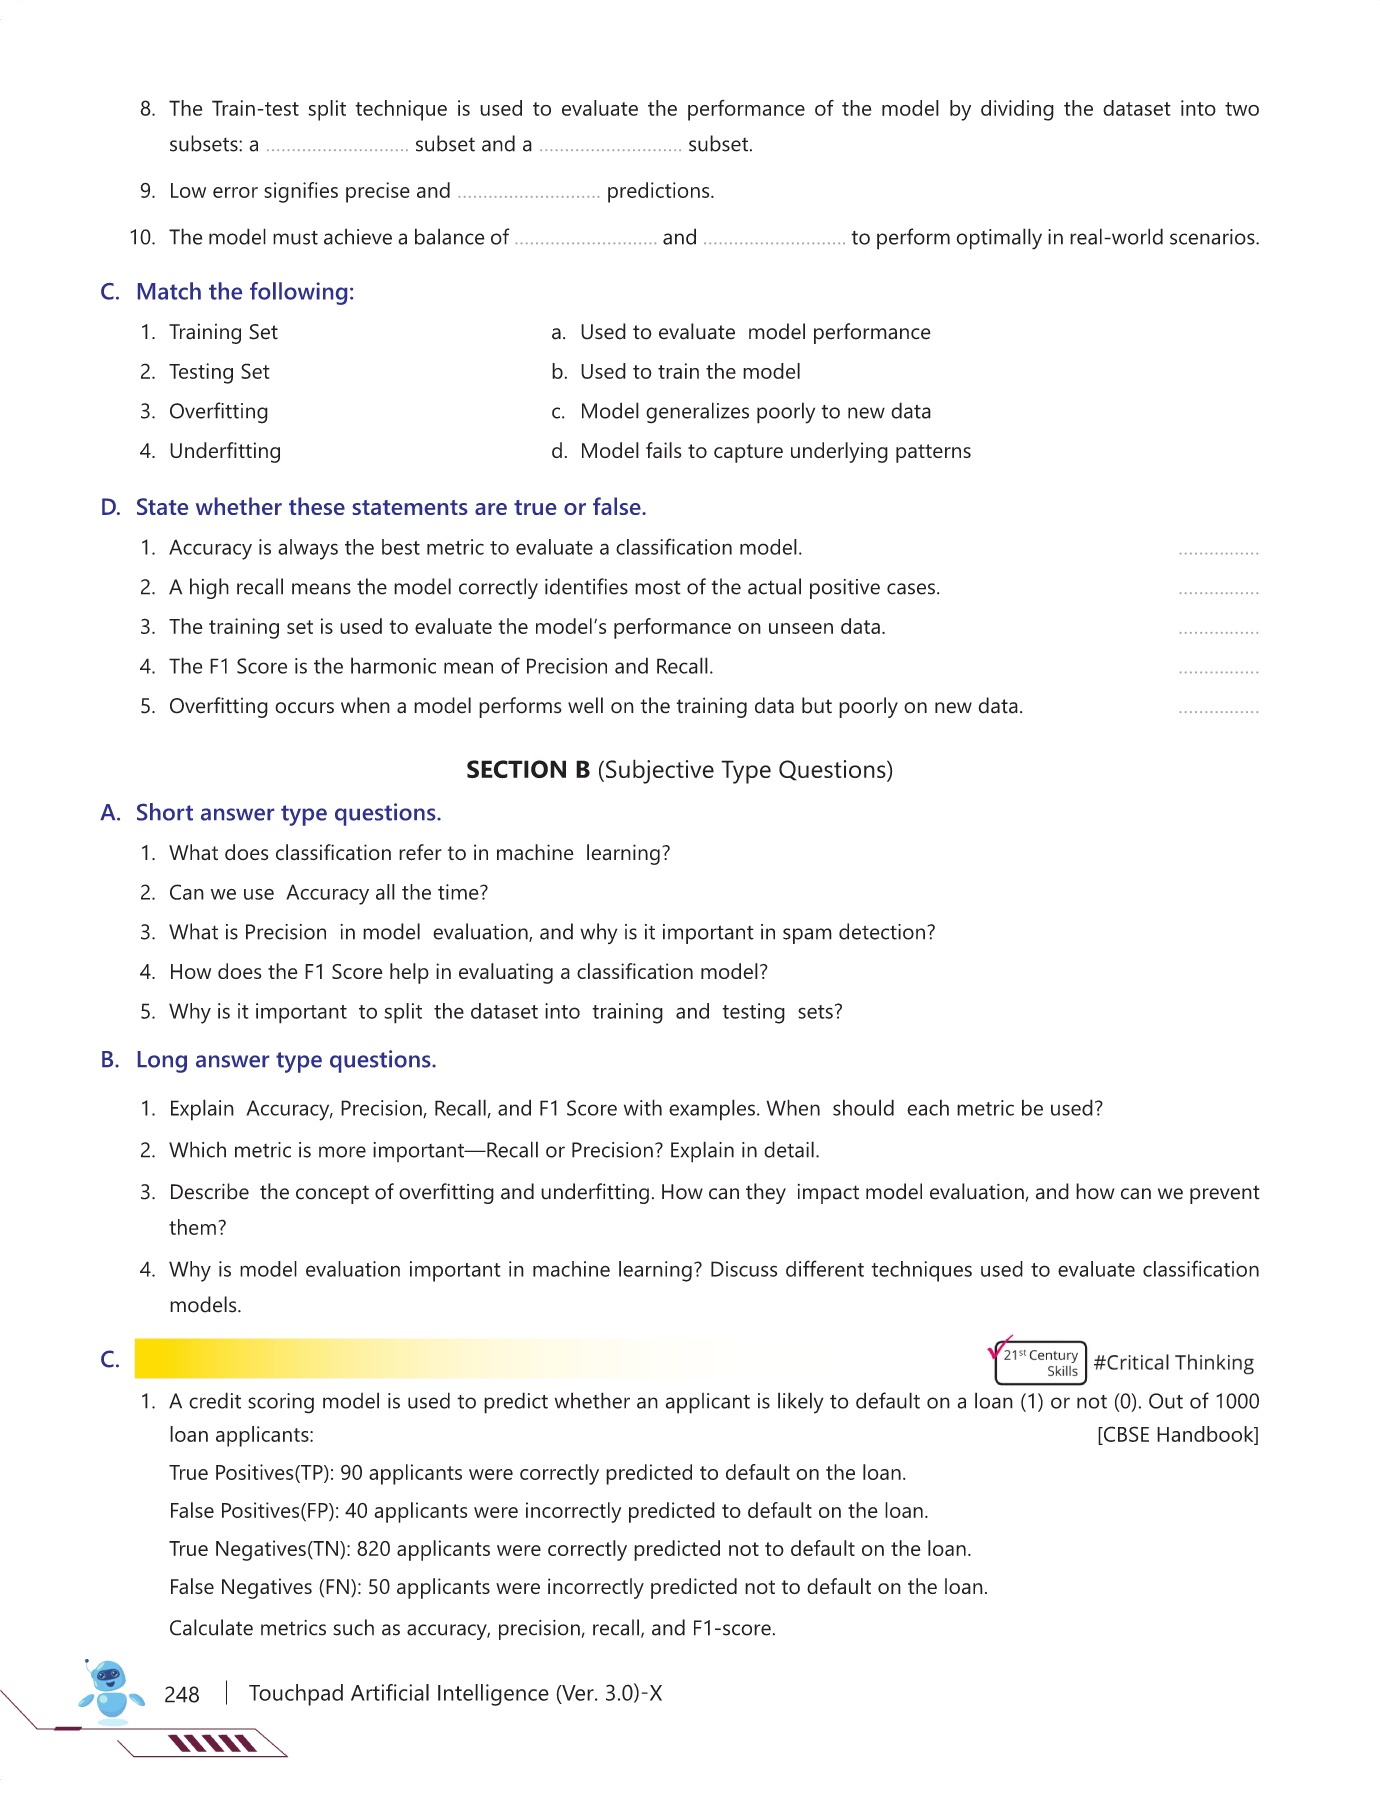 8. The Train-test split technique is used to evaluate the performance of the model by dividing the dataset into two
subsets: a ............................ subset and a ............................ subset.
9. Low error signifies precise and ............................ predictions.
10. The model must achieve a balance of ............................ and ............................ to perform optimally in real-world scenarios.
C. Match the following:
1. Training Set a. Used to evaluate model performance
2. Testing Set b. Used to train the model
3. Overfitting c. Model generalizes poorly to new data
4. Underfitting d. Model fails to capture underlying patterns
D. State whether these statements are true or false.
1. Accuracy is always the best metric to evaluate a classification model. ................
2. A high recall means the model correctly identifies most of the actual positive cases. ................
3. The training set is used to evaluate the model's performance on unseen data. ................
4. The F1 Score is the harmonic mean of Precision and Recall. ................
5. Overfitting occurs when a model performs well on the training data but poorly on new data. ................
SECTION B (Subjective Type Questions)
A. Short answer type questions.
1. What does classification refer to in machine learning?
2. Can we use Accuracy all the time?
3. What is Precision in model evaluation, and why is it important in spam detection?
4. How does the F1 Score help in evaluating a classification model?
5. Why is it important to split the dataset into training and testing sets?
B. Long answer type questions.
1. Explain Accuracy, Precision, Recall, and F1 Score with examples. When should each metric be used?
2. Which metric is more important—Recall or Precision? Explain in detail.
3. Describe the concept of overfitting and underfitting. How can they impact model evaluation, and how can we prevent
them?
4. Why is model evaluation important in machine learning? Discuss different techniques used to evaluate classification
models.
C. 21st Century Skills #Critical Thinking
1. A credit scoring model is used to predict whether an applicant is likely to default on a loan (1) or not (0). Out of 1000
loan applicants: [CBSE Handbook]
True Positives(TP): 90 applicants were correctly predicted to default on the loan.
False Positives(FP): 40 applicants were incorrectly predicted to default on the loan.
True Negatives(TN): 820 applicants were correctly predicted not to default on the loan.
False Negatives (FN): 50 applicants were incorrectly predicted not to default on the loan.
Calculate metrics such as accuracy, precision, recall, and F1-score.
248 | Touchpad Artificial Intelligence (Ver. 3.0)-X